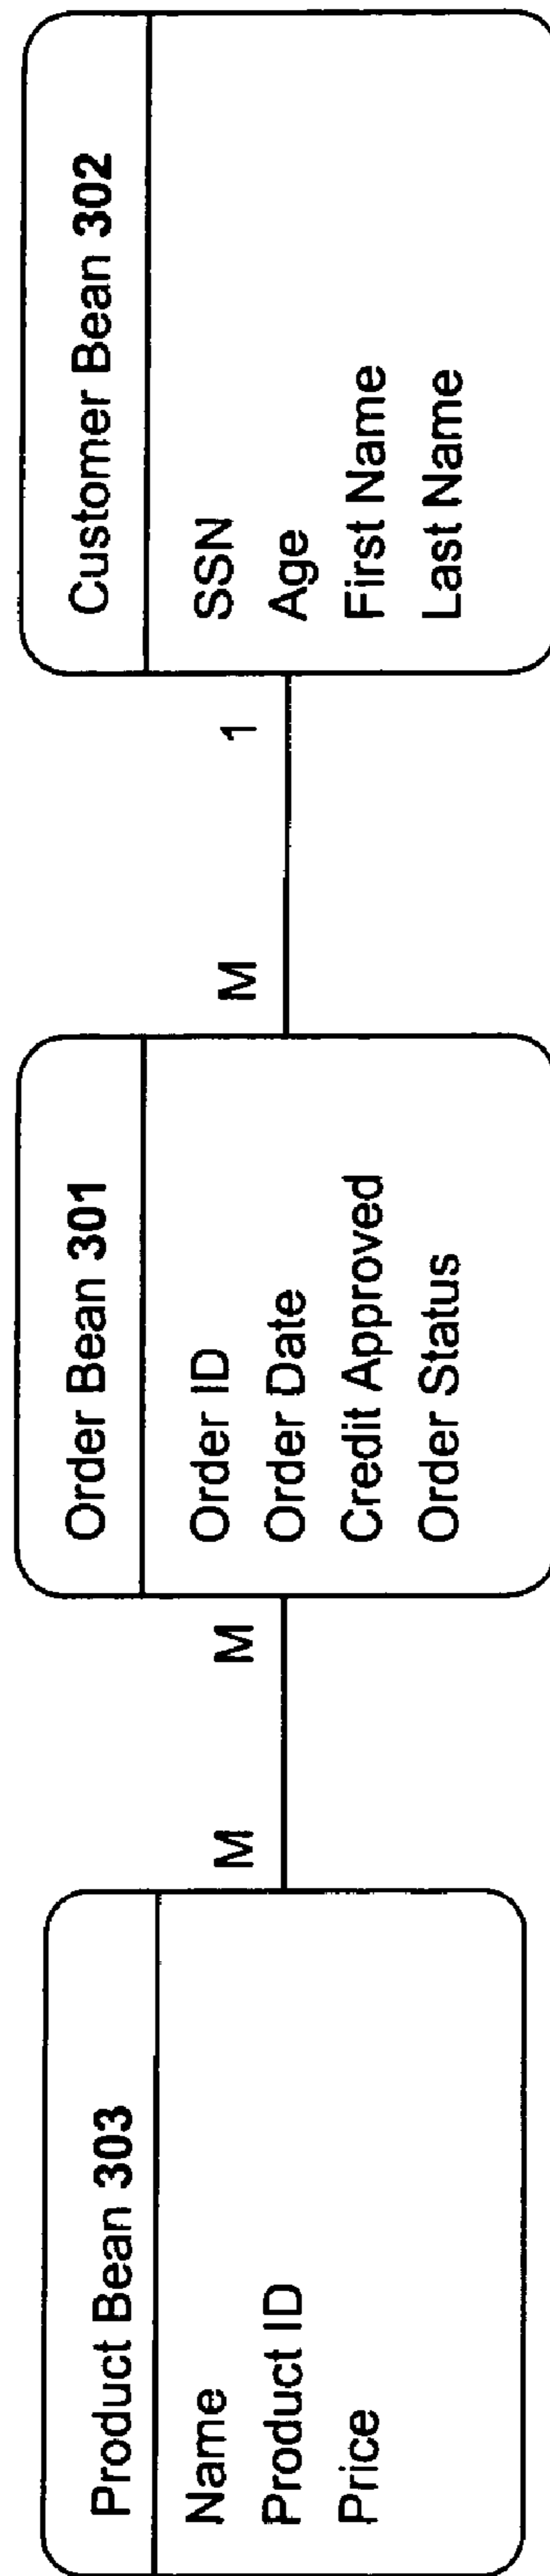 Product Bean 303
Name
Product ID
Price
M
M
Order Bean 301
Order ID
Order Date
Credit Approved
Order Status
M
1
Customer Bean 302
SSN
Age
First Name
Last Name